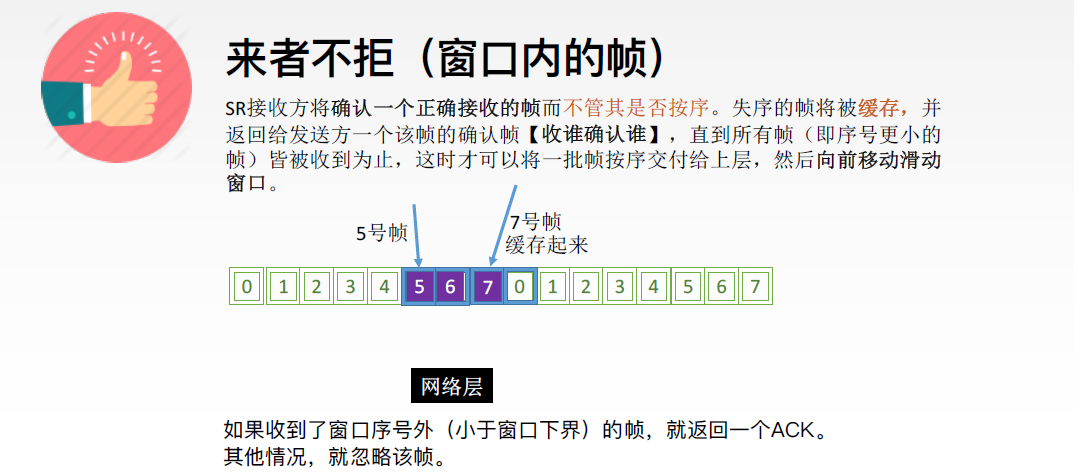 来者不拒（窗口内的帧）
SR接收方将确认一个正确接收的帧而不管其是否按序。失序的帧将被缓存，并
返回给发送方一个该帧的确认帧【收谁确认谁】，直到所有帧（即序号更小的
帧）皆被收到为止，这时才可以将一批帧按序交付给上层，然后向前移动滑动
窗口。
5号帧
7号帧
缓存起来
0 1 2 3 4 5 6 7 0 1 2 3 4 5 6 7
网络层
如果收到了窗口序号外（小于窗口下界）的帧，就返回一个ACK。
其他情况，就忽略该帧。